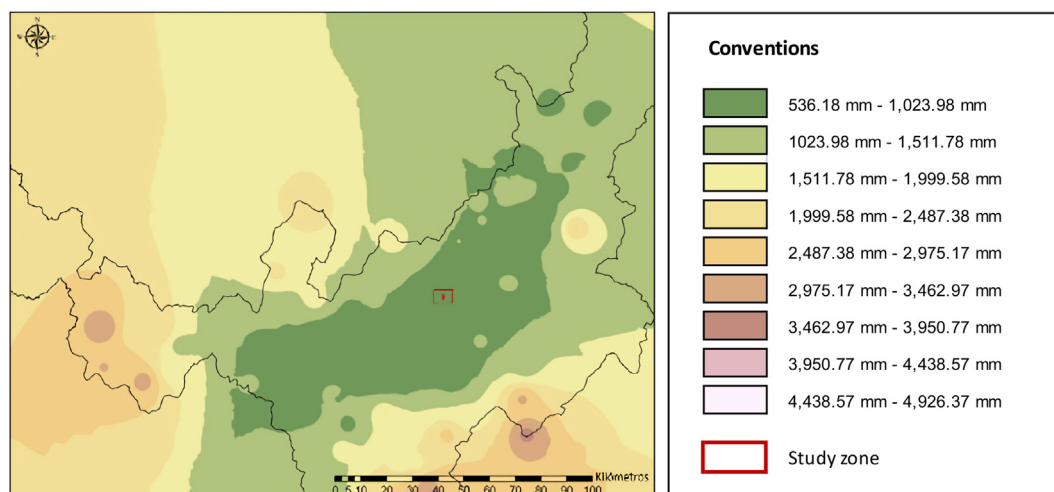 N
W
E
S
Kilómetros
0 5 10 20 30 40 50 60 70 80 90 100
Conventions
536.18 mm - 1,023.98 mm
1023.98 mm - 1,511.78 mm
1,511.78 mm - 1,999.58 mm
1,999.58 mm - 2,487.38 mm
2,487.38 mm - 2,975.17 mm
2,975.17 mm - 3,462.97 mm
3,462.97 mm - 3,950.77 mm
3,950.77 mm - 4,438.57 mm
4,438.57 mm - 4,926.37 mm
Study zone